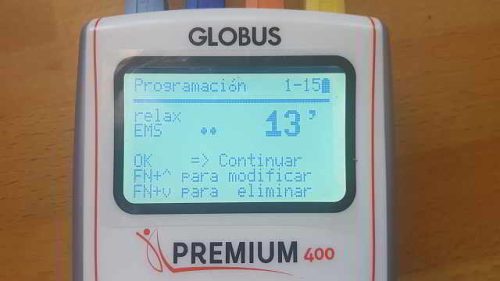 GLOBUS
Programación 1-15
relax
EMS .. 13'
OK => Continuar
FN+^ para modificar
FN+v para eliminar
PREMIUM 400